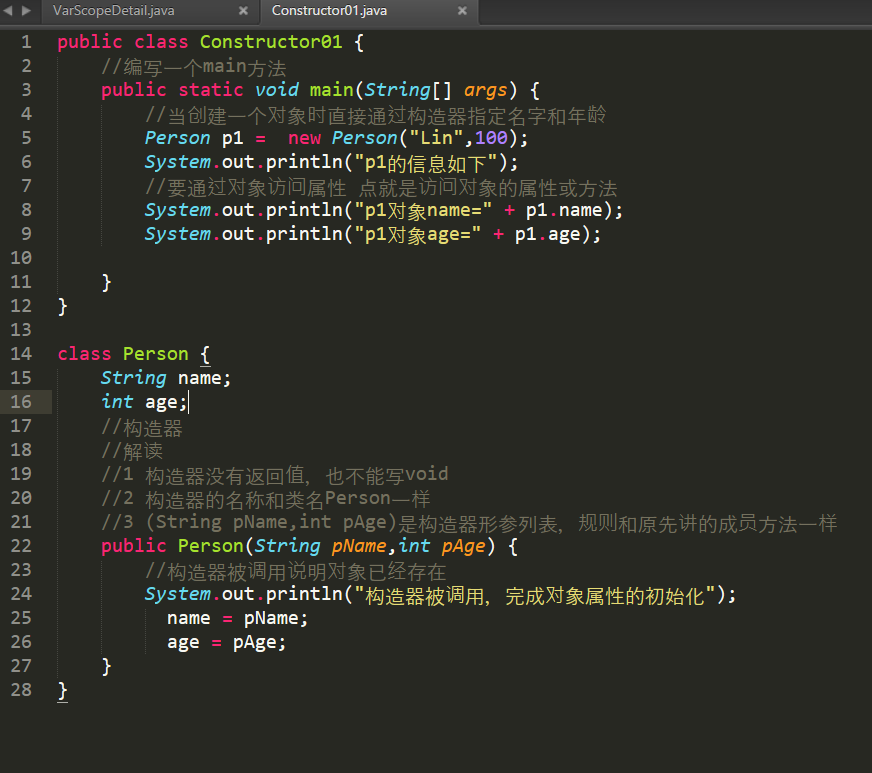 VarScopeDetail.java × Constructor01.java ×
1 public class Constructor01 {
2 //编写一个main方法
3 public static void main(String[] args) {
4 //当创建一个对象时直接通过构造器指定名字和年龄
5 Person p1 =  new Person("Lin",100);
6 System.out.println("p1的信息如下");
7 //要通过对象访问属性 点就是访问对象的属性或方法
8 System.out.println("p1对象name=" + p1.name);
9 System.out.println("p1对象age=" + p1.age);
10
11 }
12 }
13
14 class Person {
15 String name;
16 int age;
17 //构造器
18 //解读
19 //1 构造器没有返回值，也不能写void
20 //2 构造器的名称和类名Person一样
21 //3 (String pName,int pAge)是构造器形参列表，规则和原先讲的成员方法一样
22 public Person(String pName,int pAge) {
23 //构造器被调用说明对象已经存在
24 System.out.println("构造器被调用，完成对象属性的初始化");
25 name = pName;
26 age = pAge;
27 }
28 }